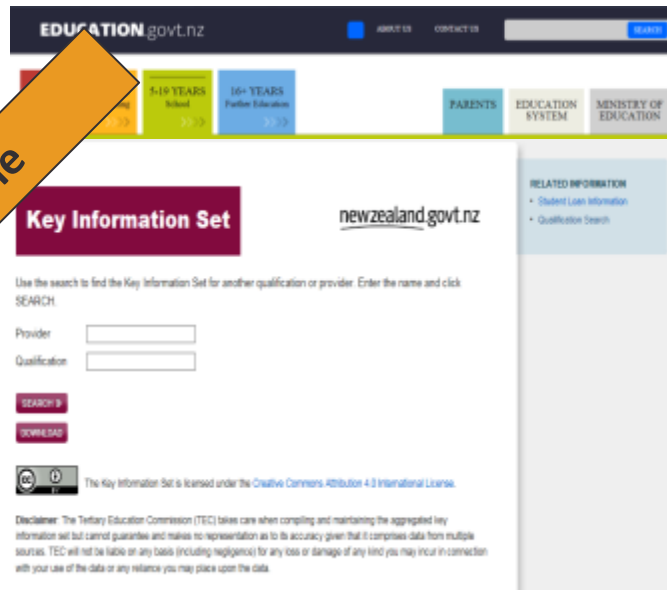 EDUCATION.govt.nz
ABOUT US
CONTACT US
SEARCH
5-19 YEARS
School
16+ YEARS
Further Education
PARENTS
EDUCATION SYSTEM
MINISTRY OF EDUCATION
RELATED INFORMATION
• Student Loan Information
• Qualification Search
Key Information Set
newzealand.govt.nz
Use the search to find the Key Information Set for another qualification or provider. Enter the name and click
SEARCH.
Provider
Qualification
SEARCH
DOWNLOAD
cc
BY
The Key Information Set is licensed under the Creative Commons Attribution 4.0 International License.
Disclaimer: The Tertiary Education Commission (TEC) takes care when compiling and maintaining the aggregated key
information set but cannot guarantee and makes no representation as to its accuracy given that it comprises data from multiple
sources. TEC will not be liable on any basis (including negligence) for any loss or damage of any kind you may incur in connection
with your use of the data or any reliance you may place upon the data.